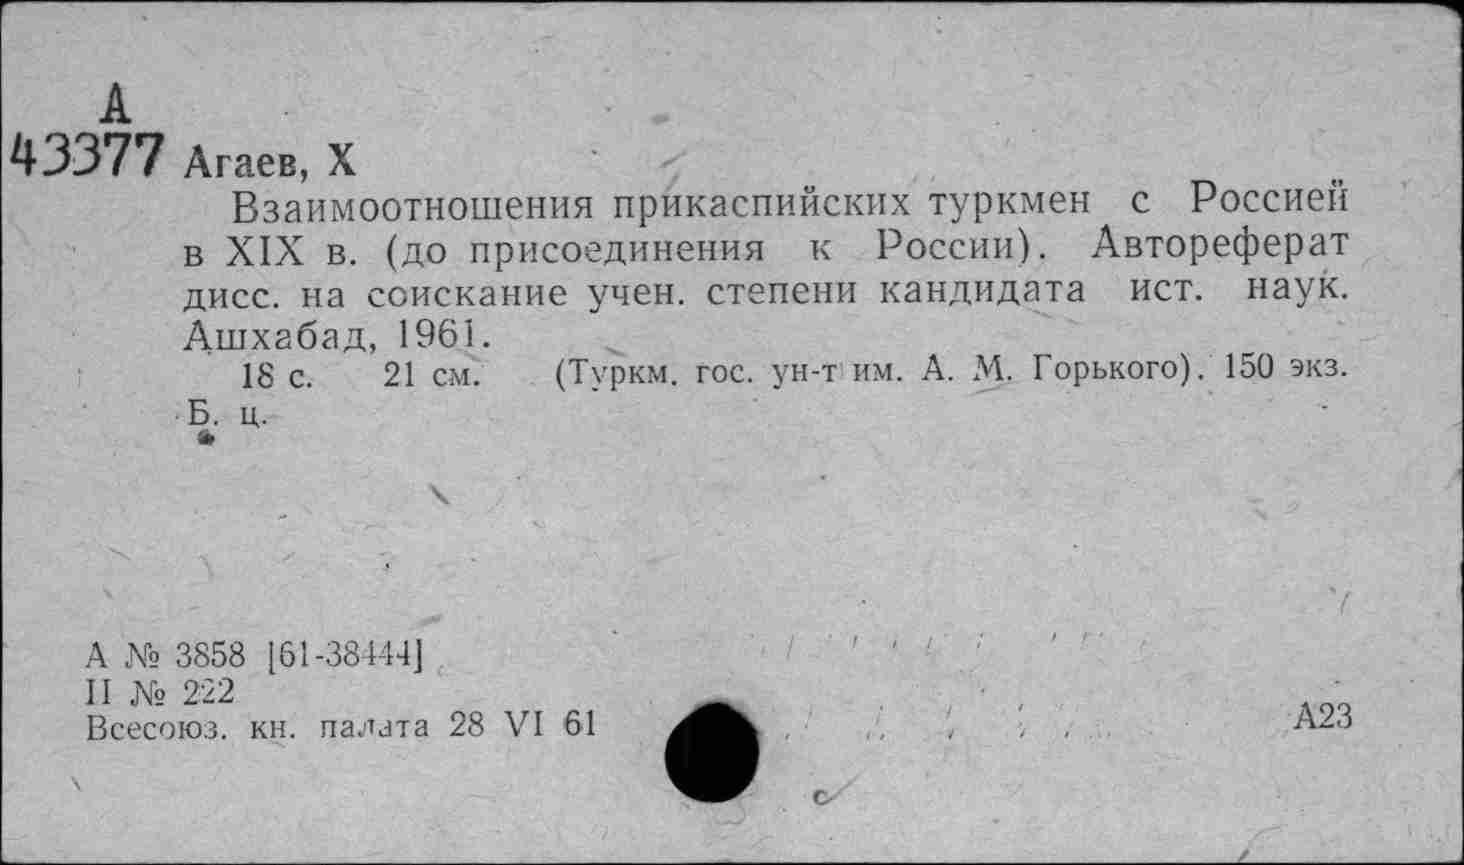 А
43377 Агаев, X
Взаимоотношения прикаспийских туркмен с Россией
в XIX в. (до присоединения к России). Автореферат
дисс. на соискание учен. степени кандидата ист. наук.
Ашхабад, 1961.
18 с. 21 см. (Туркм. гос. ун-т им. А. М. Горького). 150 экз.
Б. ц.
А № 3858 [61-38444]
II № 222
Всесоюз. кн. палата 28 VI 61
А23